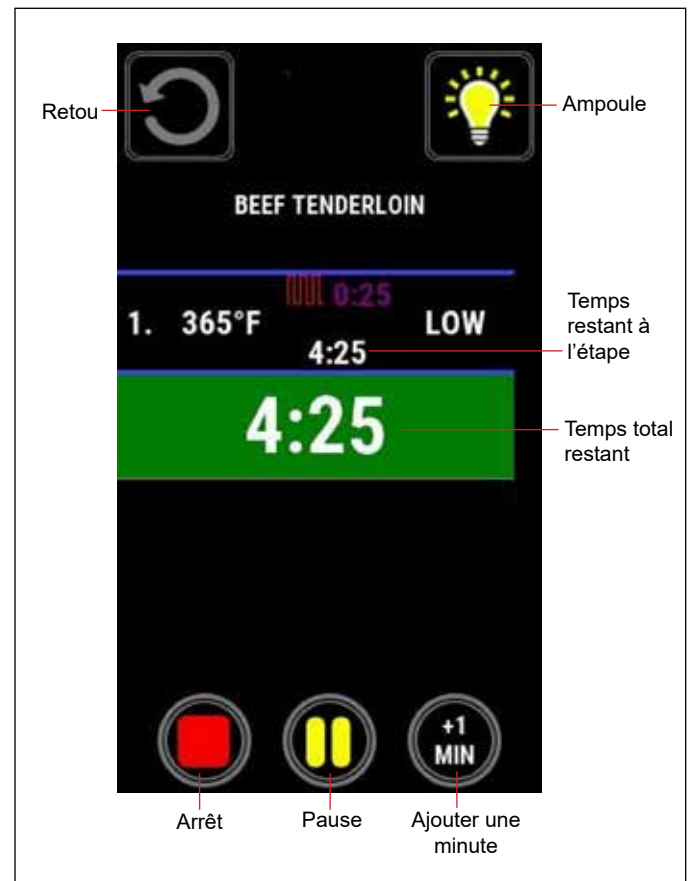 Retou
Ampoule
BEEF TENDERLOIN
0:25
1. 365°F LOW
4:25
Temps
restant à
l’étape
4:25
Temps total
restant
+1
MIN
Arrêt
Pause
Ajouter une
minute